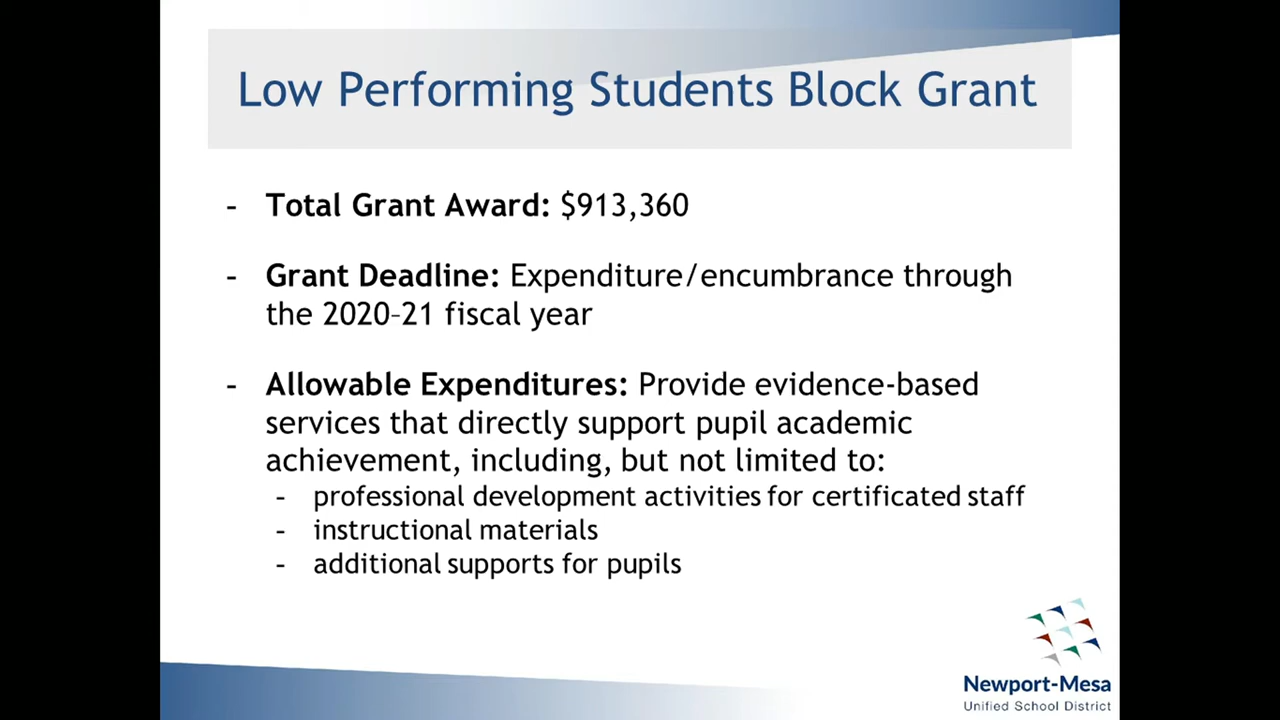 Low Performing Students Block Grant
- Total Grant Award: $913,360
- Grant Deadline: Expenditure/encumbrance through
the 2020–21 fiscal year
- Allowable Expenditures: Provide evidence-based
services that directly support pupil academic
achievement, including, but not limited to:
- professional development activities for certificated staff
- instructional materials
- additional supports for pupils
Newport-Mesa
Unified School District